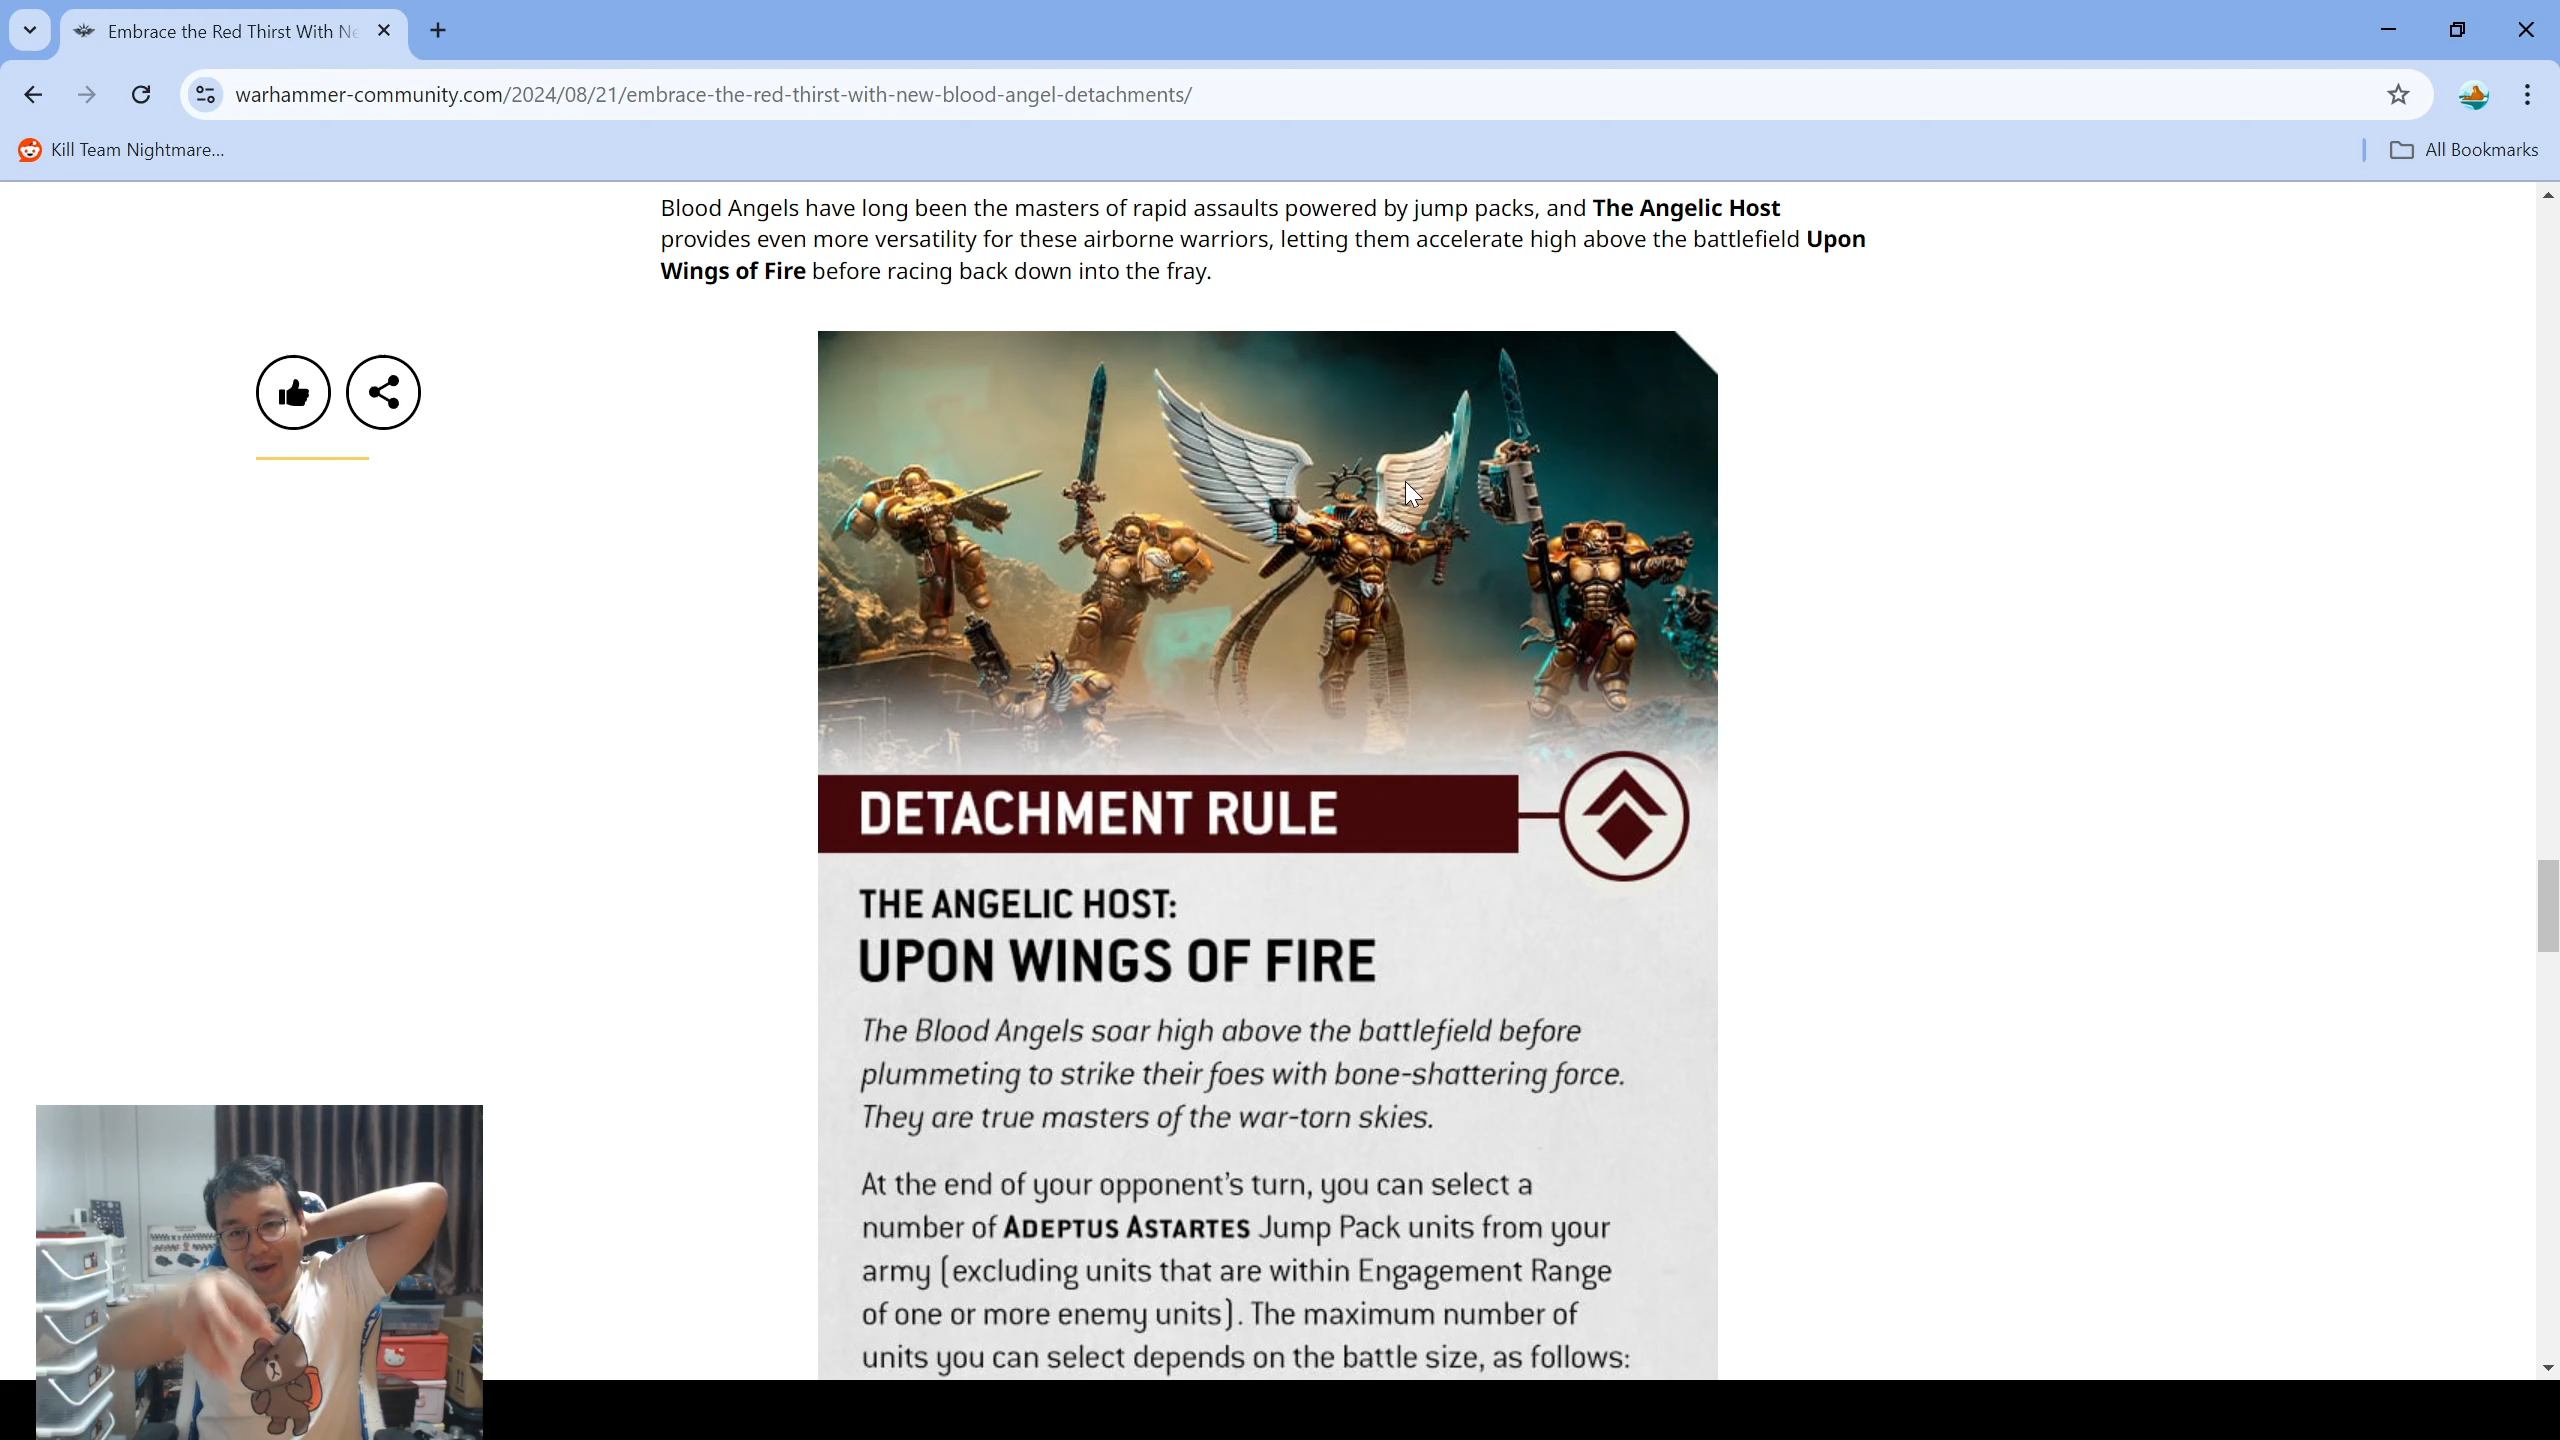 Embrace the Red Thirst With Ne
warhammer-community.com/2024/08/21/embrace-the-red-thirst-with-new-blood-angel-detachments/
Kill Team Nightmare...
All Bookmarks
Blood Angels have long been the masters of rapid assaults powered by jump packs, and The Angelic Host
provides even more versatility for these airborne warriors, letting them accelerate high above the battlefield Upon
Wings of Fire before racing back down into the fray.
DETACHMENT RULE
THE ANGELIC HOST:
UPON WINGS OF FIRE
The Blood Angels soar high above the battlefield before
plummeting to strike their foes with bone-shattering force.
They are true masters of the war-torn skies.
At the end of your opponent's turn, you can select a
number of ADEPTUS ASTARTES Jump Pack units from your
army (excluding units that are within Engagement Range
of one or more enemy units). The maximum number of
units you can select depends on the battle size, as follows: